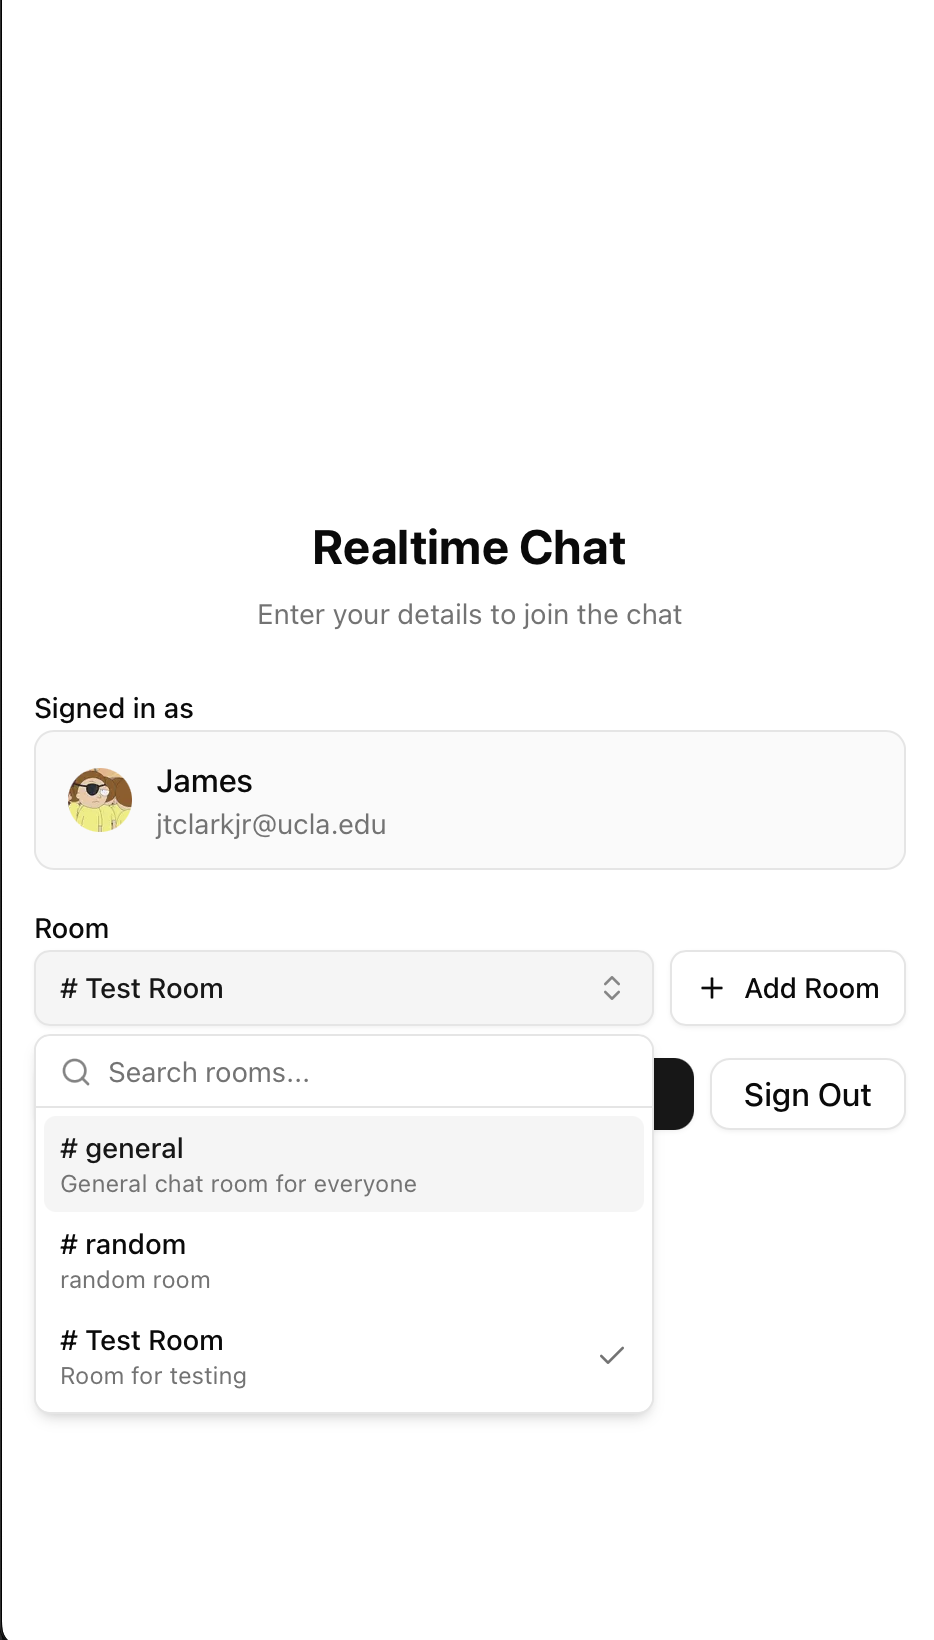 Realtime Chat
Enter your details to join the chat
Signed in as
James
jtclarkjr@ucla.edu
Room
# Test Room
Add Room
Search rooms...
Sign Out
# general
General chat room for everyone
# random
random room
# Test Room
Room for testing